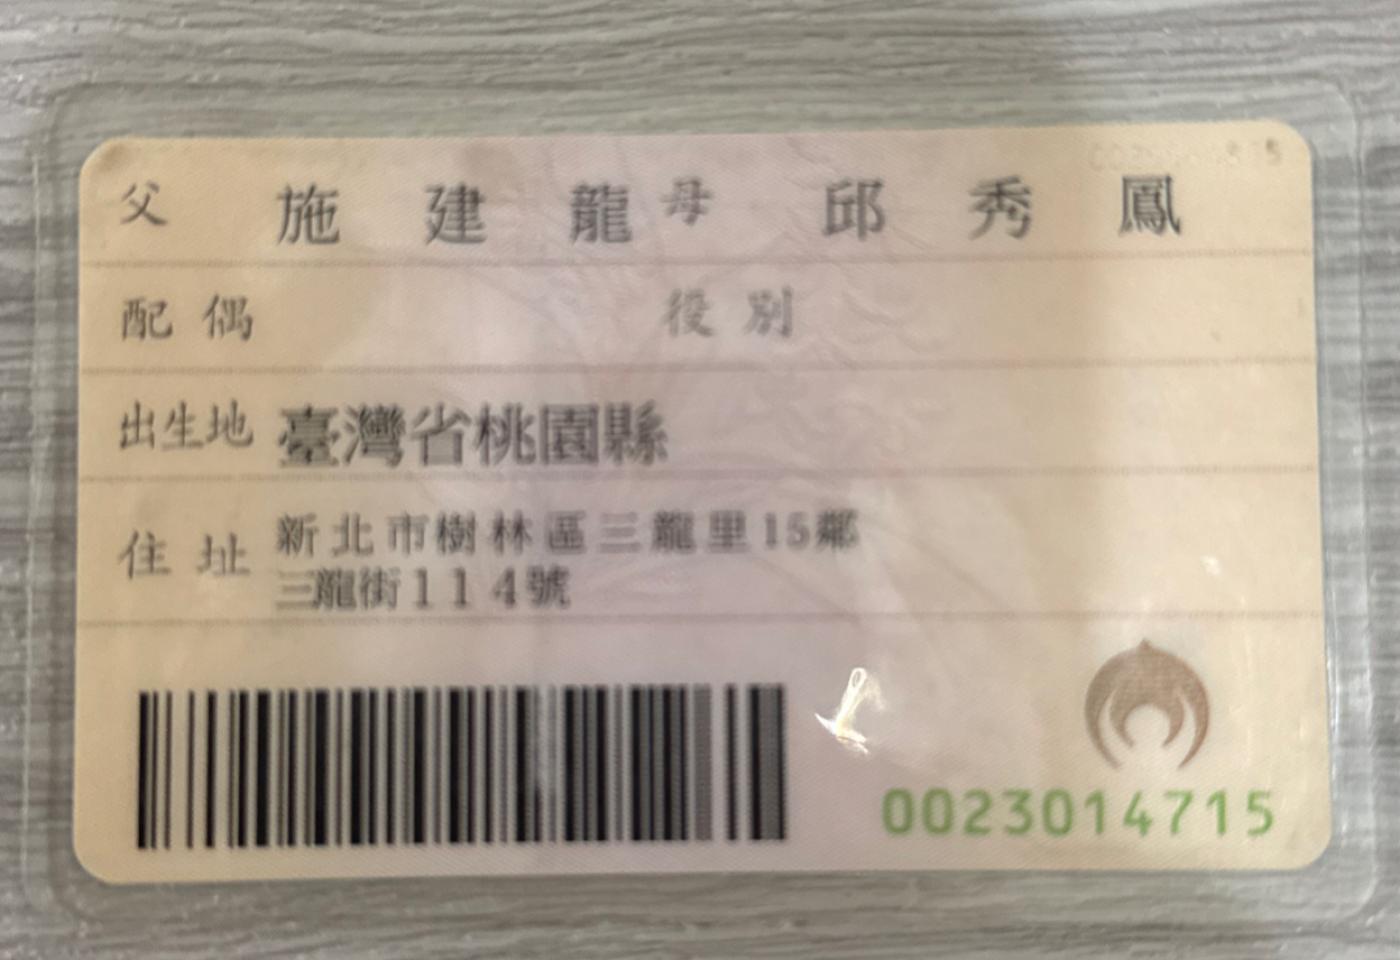 父 施建龍 母 邱秀鳳
配偶 役別
出生地 臺灣省桃園縣
住址 新北市樹林區三龍里15鄰
三龍街114號
0023014715